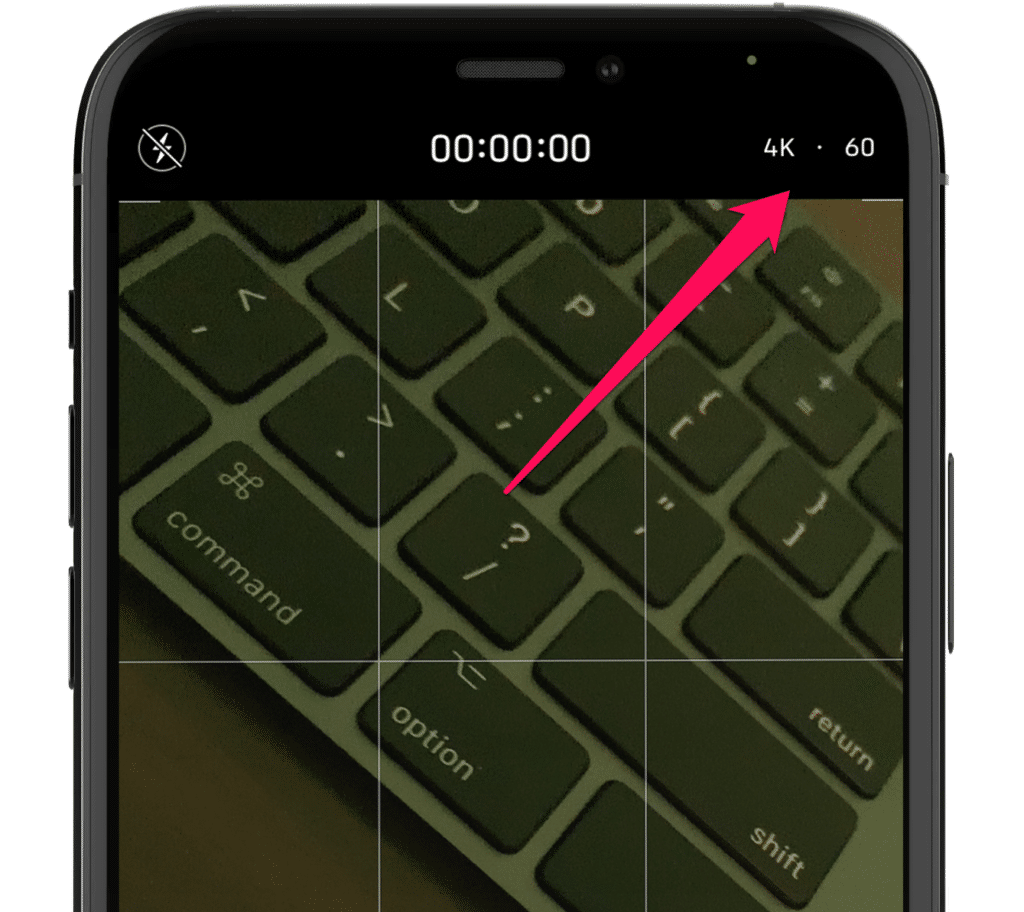 00:00:00
4K · 60
<
,
L
P
>
.
:
;
{
[
+
=
⌘
command
?
/
"
'
}
]
⌥
option
return
shift